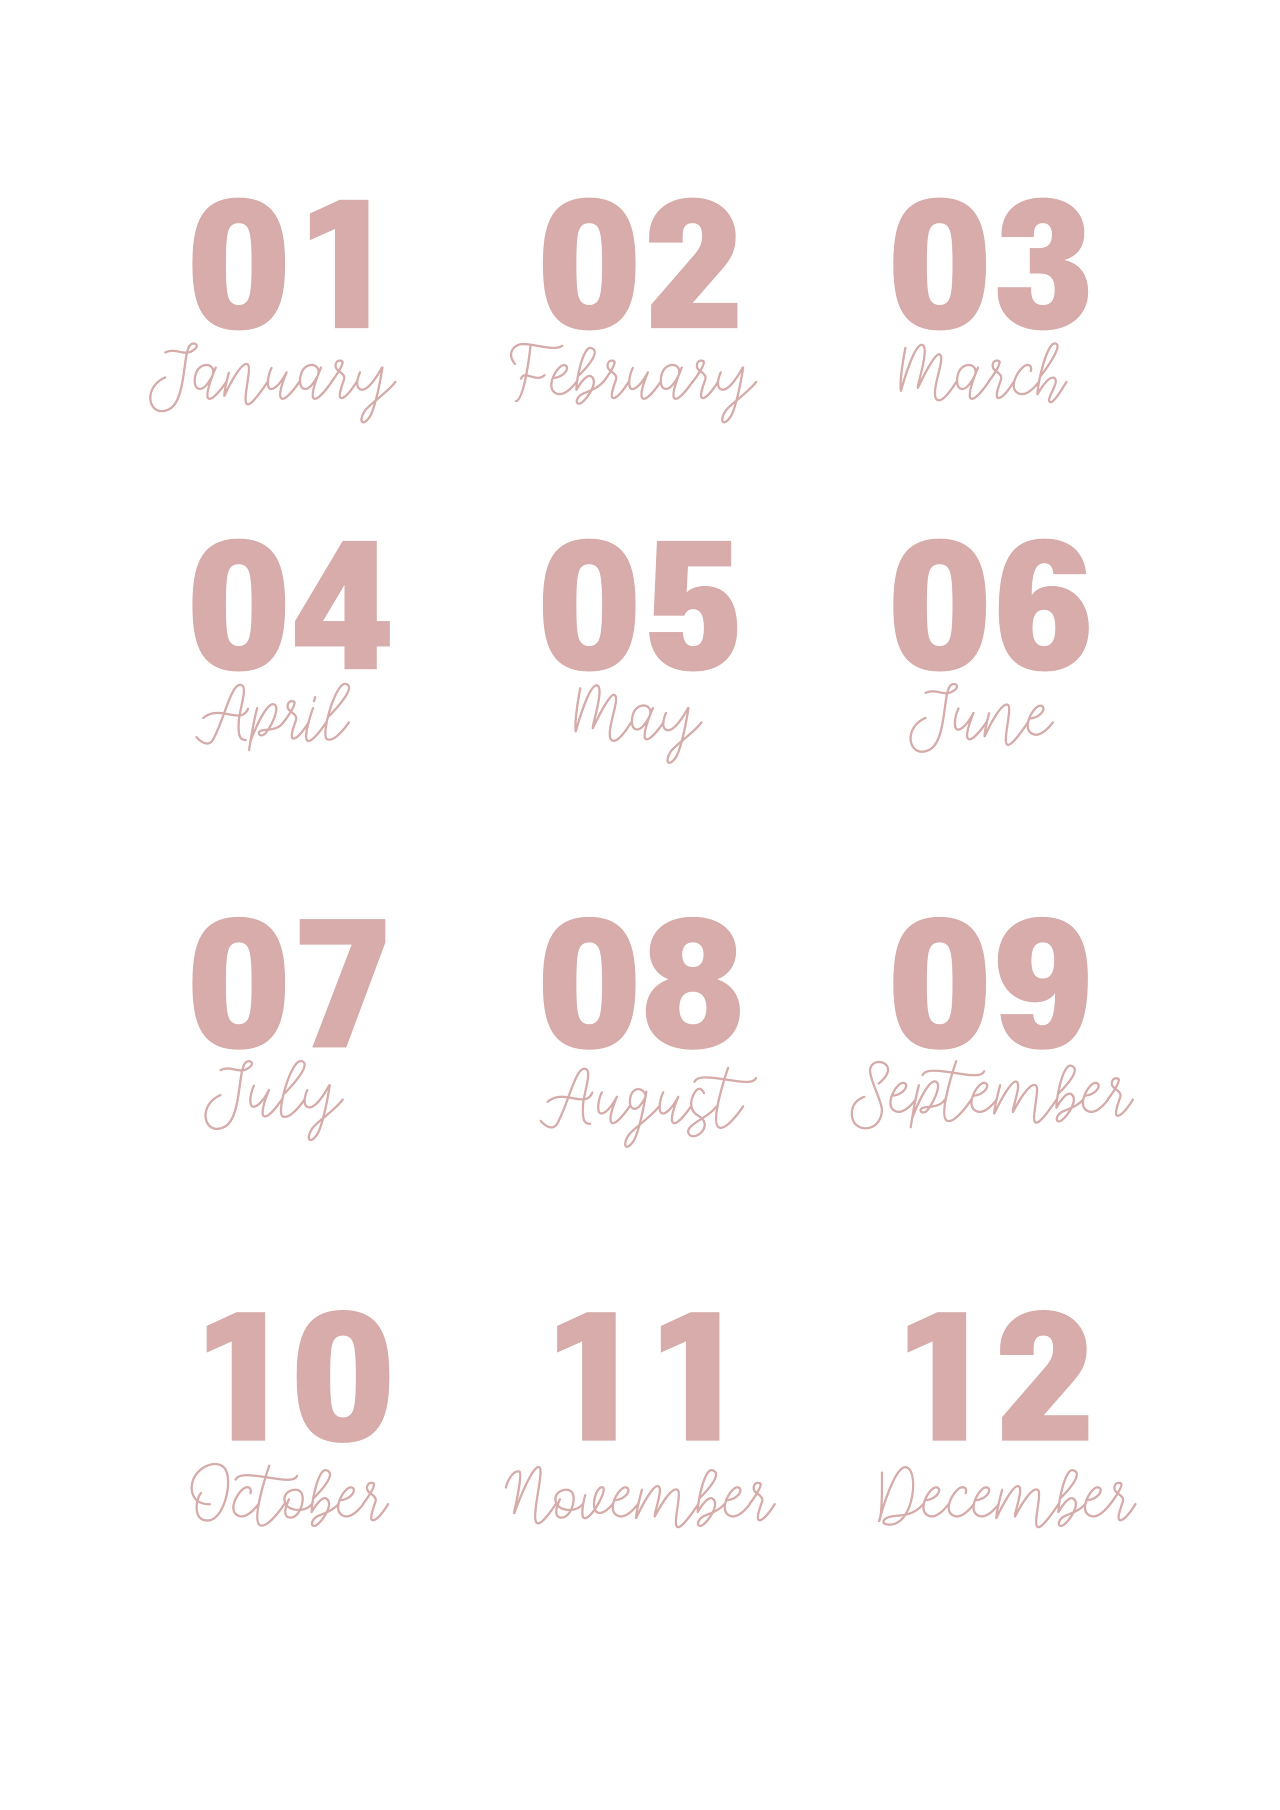 01 02 03
January February March
04 05 06
April May June
07 08 09
July August September
10 11 12
October November December